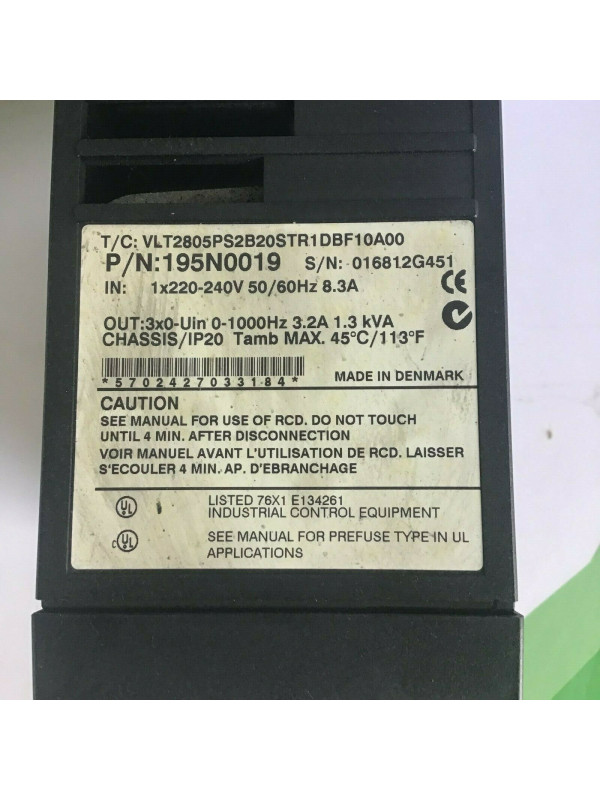 T/C: VLT2805PS2B20STR1DBF10A00
P/N:195N0019 S/N: 016812G451
IN: 1x220-240V 50/60Hz 8.3A
CE
OUT:3x0-Uin 0-1000Hz 3.2A 1.3 kVA
CHASSIS/IP20 Tamb MAX. 45°C/113°F
*5702427033184*
MADE IN DENMARK
CAUTION
SEE MANUAL FOR USE OF RCD. DO NOT TOUCH
UNTIL 4 MIN. AFTER DISCONNECTION
VOIR MANUEL AVANT L'UTILISATION DE RCD. LAISSER
S'ECOULER 4 MIN. AP. D'EBRANCHAGE
UL LISTED 76X1 E134261
INDUSTRIAL CONTROL EQUIPMENT
c UL SEE MANUAL FOR PREFUSE TYPE IN UL
APPLICATIONS